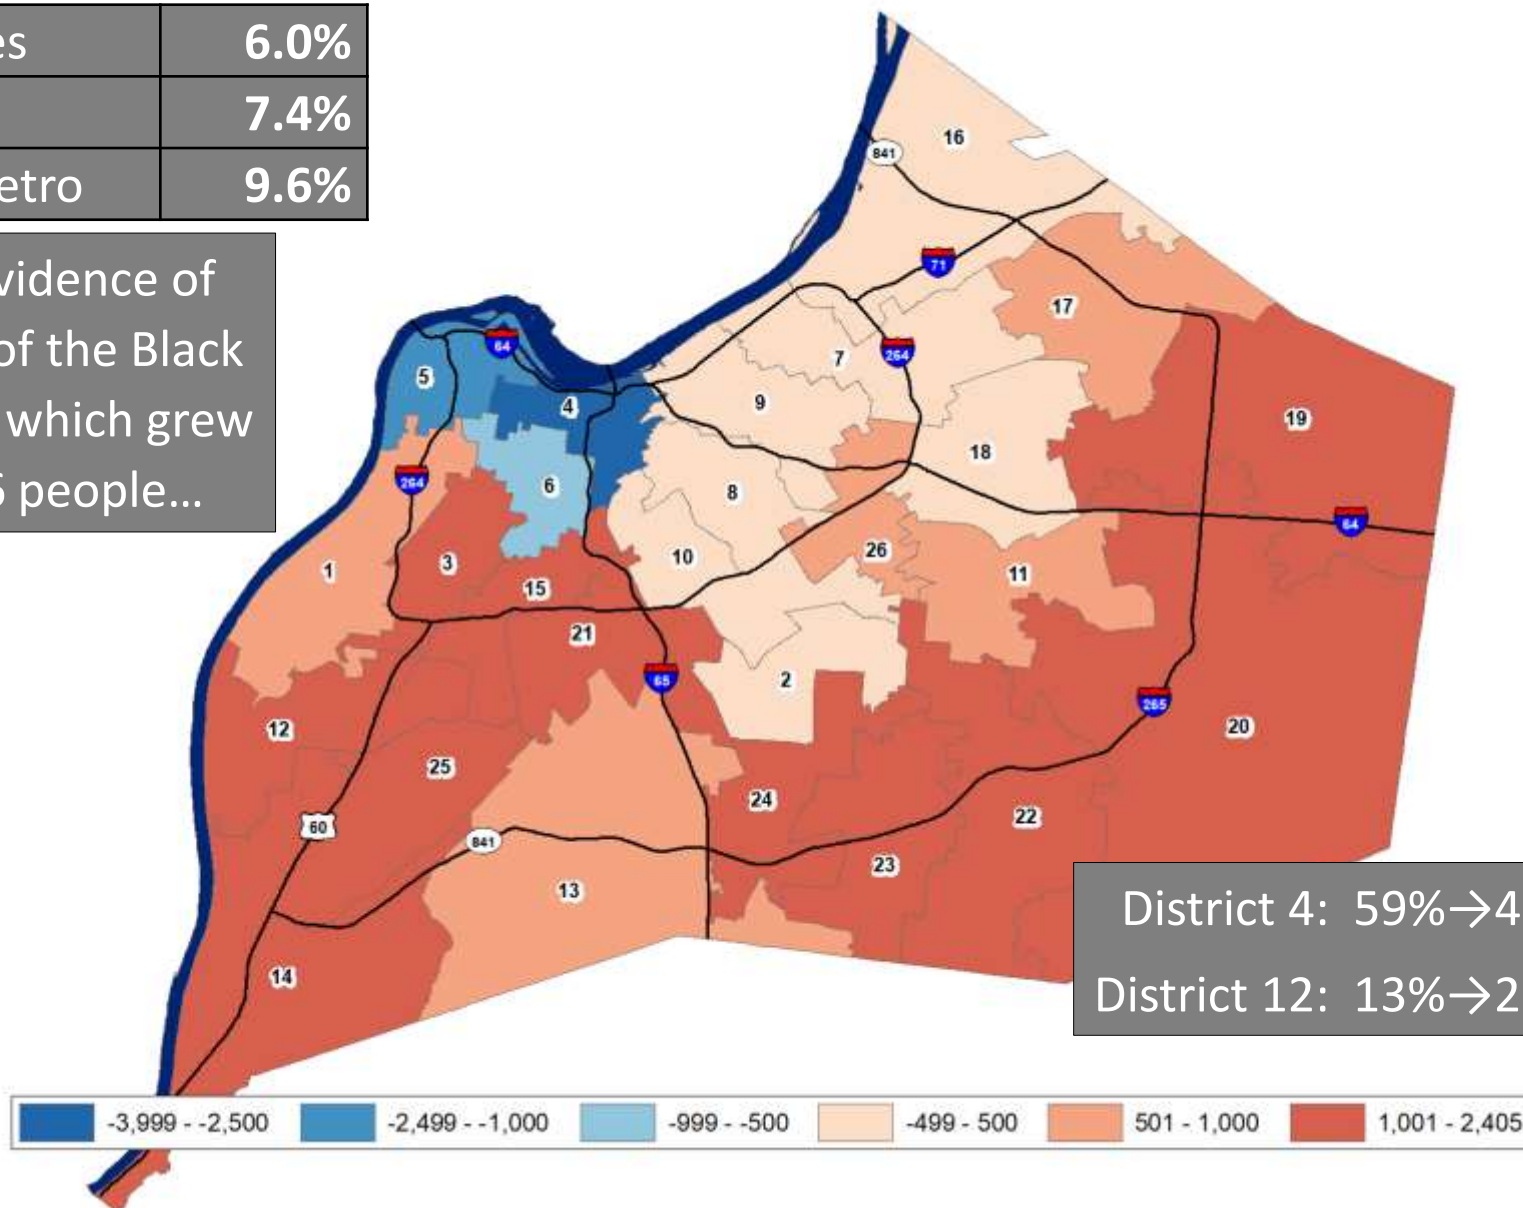 es 6.0%
7.4%
etro 9.6%
vidence of
of the Black
which grew
6 people…
16
841
71
17
64
7
264
5
4
9
19
18
264
6
8
64
10
26
1
3
11
15
21
65
2
265
12
20
25
24
60
22
841
23
13
District 4: 59%→4
14
District 12: 13%→2
-3,999 - -2,500
-2,499 - -1,000
-999 - -500
-499 - 500
501 - 1,000
1,001 - 2,405